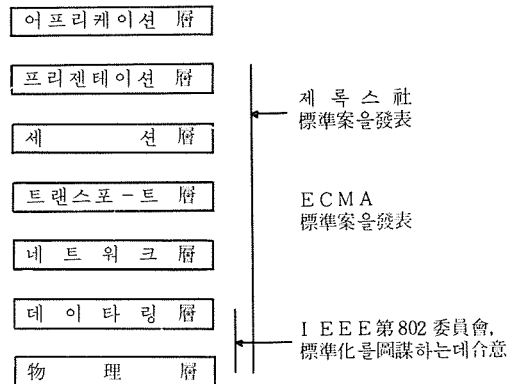 어프리케이션 層
프리젠테이션 層
제록스社
標準案을發表
세션 層
트랜스포-트 層
ECMA
標準案을發表
네트워크 層
데이타링 層
IEEE第802委員會,
標準化를圖謀하는데合意
物理層